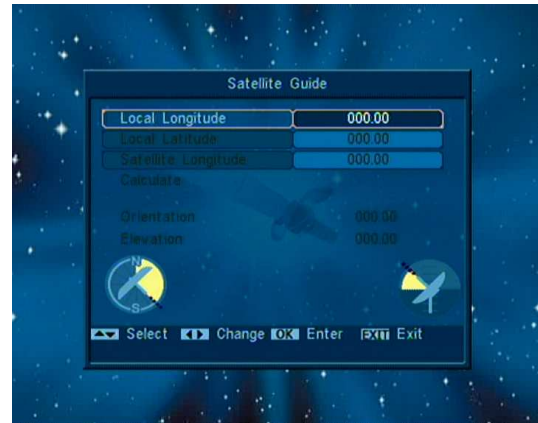 Satellite Guide
Local Longitude 000.00
Local Latitude 000.00
Satellite Longitude 000.00
Calculate
Orientation 000.00
Elevation 000.00
N
S
Select Change OK Enter EXIT Exit